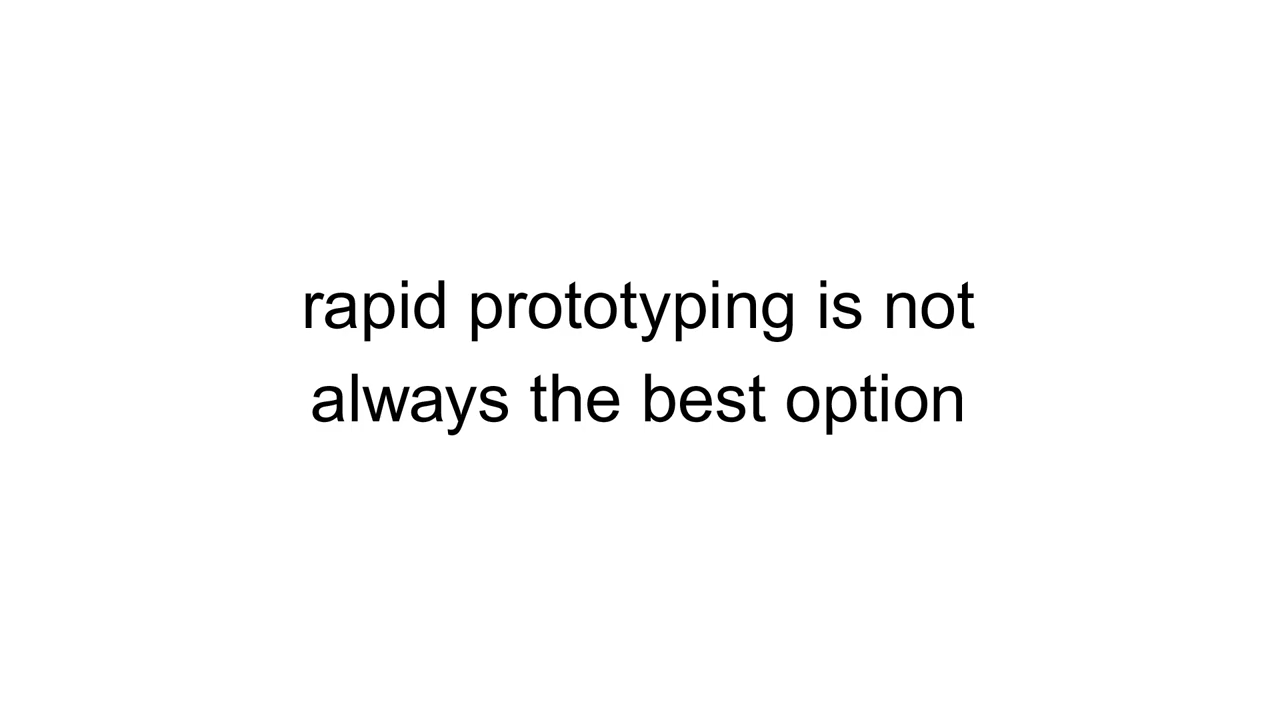 rapid prototyping is not
always the best option